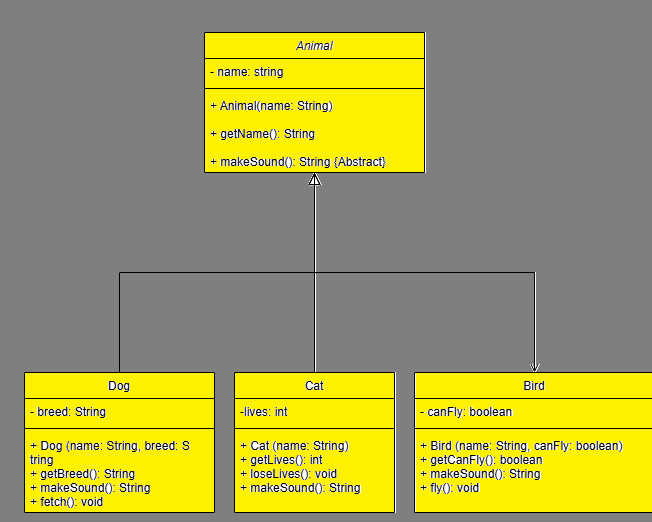 Animal
- name: string
+ Animal(name: String)
+ getName(): String
+ makeSound(): String {Abstract}
Dog
- breed: String
+ Dog (name: String, breed: S
tring
+ getBreed(): String
+ makeSound(): String
+ fetch(): void
Cat
-lives: int
+ Cat (name: String)
+ getLives(): int
+ loseLives(): void
+ makeSound(): String
Bird
- canFly: boolean
+ Bird (name: String, canFly: boolean)
+ getCanFly(): boolean
+ makeSound(): String
+ fly(): void